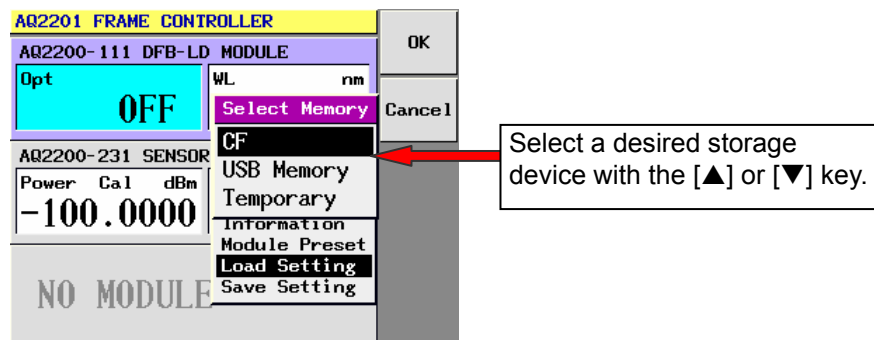 AQ2201 FRAME CONTROLLER
AQ2200-111 DFB-LD MODULE
Opt
OFF
WL nm
Select Memory
CF
USB Memory
Temporary
AQ2200-231 SENSOR
Power Cal dBm
-100.0000
Information
Module Preset
Load Setting
Save Setting
NO MODULE
OK
Cancel
Select a desired storage
device with the [▲] or [▼] key.